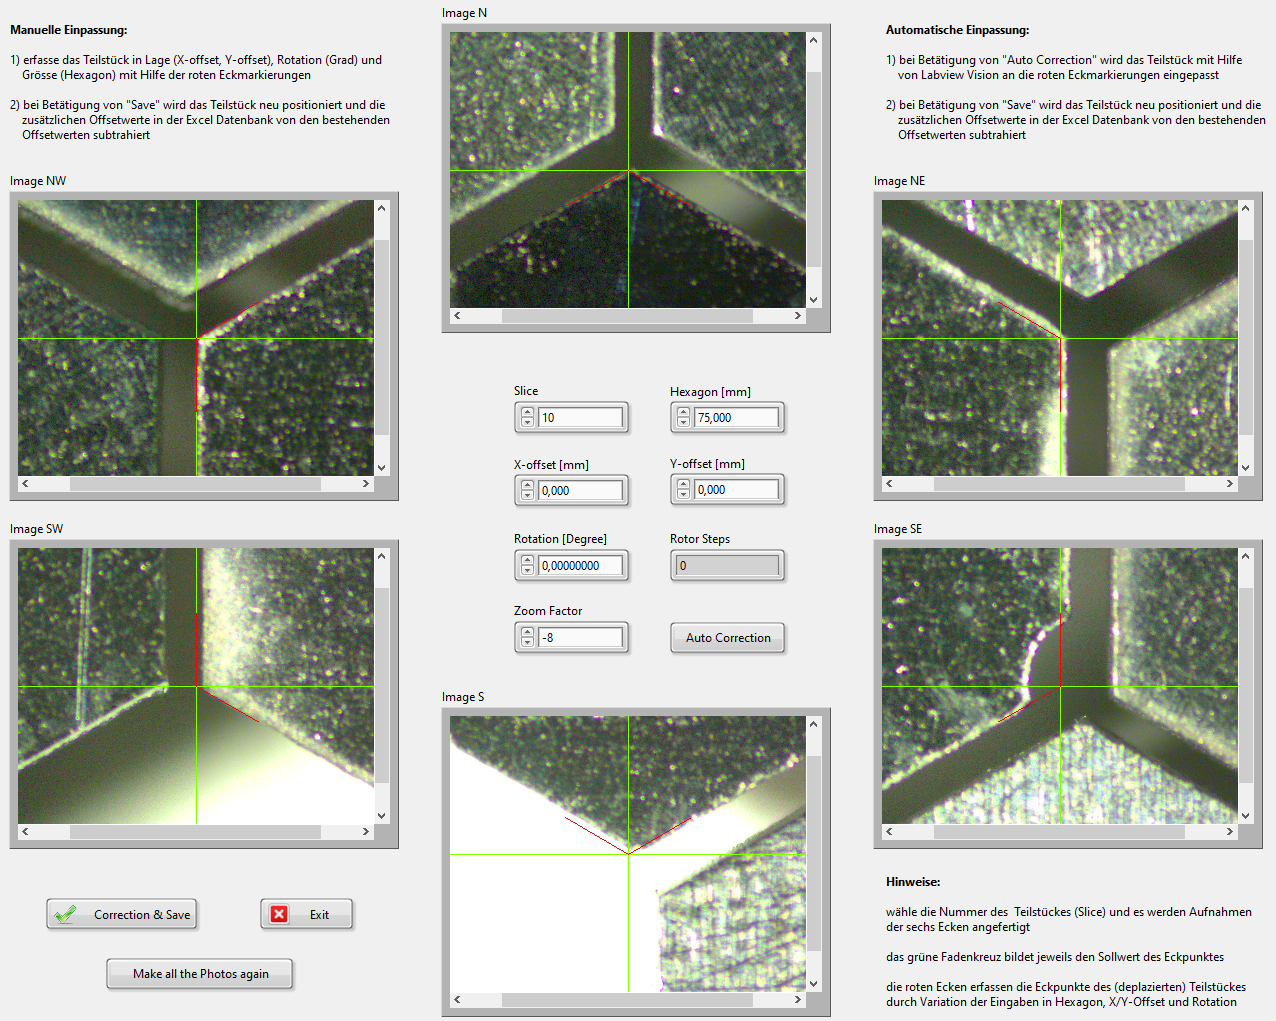 Manuelle Einpassung:
1) erfasse das Teilstück in Lage (X-offset, Y-offset), Rotation (Grad) und
Grösse (Hexagon) mit Hilfe der roten Eckmarkierungen
2) bei Betätigung von "Save" wird das Teilstück neu positioniert und die
zusätzlichen Offsetwerte in der Excel Datenbank von den bestehenden
Offsetwerten subtrahiert
Image N
Automatische Einpassung:
1) bei Betätigung von "Auto Correction" wird das Teilstück mit Hilfe
von Labview Vision an die roten Eckmarkierungen eingepasst
2) bei Betätigung von "Save" wird das Teilstück neu positioniert und die
zusätzlichen Offsetwerte in der Excel Datenbank von den bestehenden
Offsetwerten subtrahiert
Image NW
Image NE
Slice
10
Hexagon [mm]
75,000
X-offset [mm]
0,000
Y-offset [mm]
0,000
Rotation [Degree]
0,00000000
Rotor Steps
0
Zoom Factor
-8
Auto Correction
Image SW
Image SE
Image S
Correction & Save
Exit
Make all the Photos again
Hinweise:
wähle die Nummer des Teilstückes (Slice) und es werden Aufnahmen
der sechs Ecken angefertigt
das grüne Fadenkreuz bildet jeweils den Sollwert des Eckpunktes
die roten Ecken erfassen die Eckpunkte des (deplazierten) Teilstückes
durch Variation der Eingaben in Hexagon, X/Y-Offset und Rotation